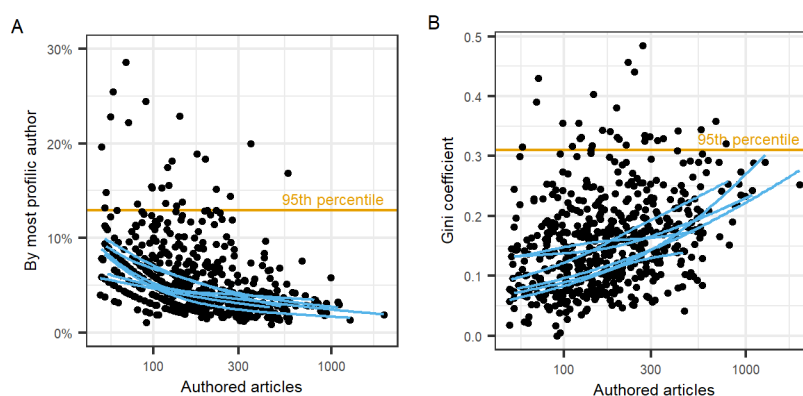 A
30%
20%
10%
0%
By most profilic author
95th percentile
100
300
1000
Authored articles
B
0.5
0.4
0.3
0.2
0.1
0.0
Gini coefficient
95th percentile
100
300
1000
Authored articles